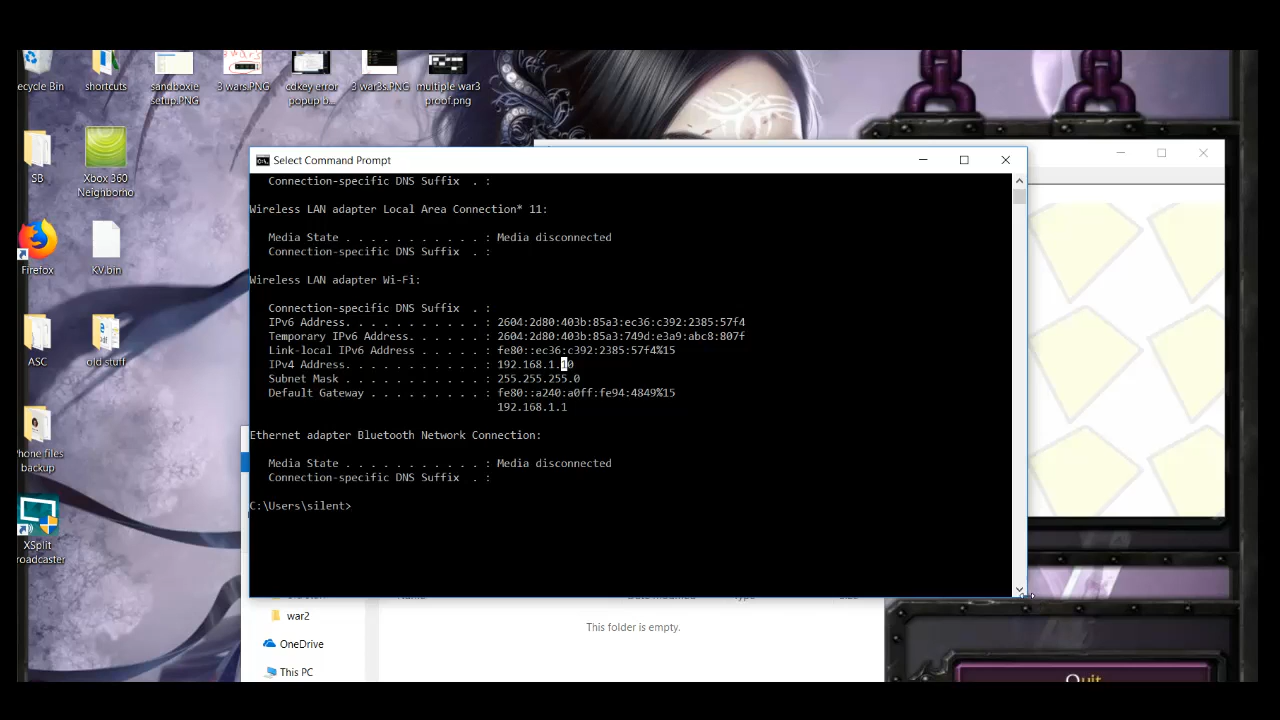 ecycle Bin
shortcuts
sandboxie
setup.PNG
3 wars.PNG
cdkey error
popup b...
3 war3s.PNG
multiple war3
proof.png
SB
Xbox 360
Neighborho
Firefox
KV.bin
ASC
old stuff
hone files
backup
XSplit
roadcaster
Select Command Prompt
Connection-specific DNS Suffix . :
Wireless LAN adapter Local Area Connection* 11:
Media State . . . . . . . . . . . : Media disconnected
Connection-specific DNS Suffix . :
Wireless LAN adapter Wi-Fi:
Connection-specific DNS Suffix . :
IPv6 Address. . . . . . . . . . . : 2604:2d80:403b:85a3:ec36:c392:2385:57f4
Temporary IPv6 Address. . . . . . : 2604:2d80:403b:85a3:749d:e3a9:abc8:807f
Link-local IPv6 Address . . . . . : fe80::ec36:c392:2385:57f4%15
IPv4 Address. . . . . . . . . . . : 192.168.1.10
Subnet Mask . . . . . . . . . . . : 255.255.255.0
Default Gateway . . . . . . . . . : fe80::a240:a0ff:fe94:4849%15
192.168.1.1
Ethernet adapter Bluetooth Network Connection:
Media State . . . . . . . . . . . : Media disconnected
Connection-specific DNS Suffix . :
C:\Users\silent>
war2
OneDrive
This PC
This folder is empty.
Quit